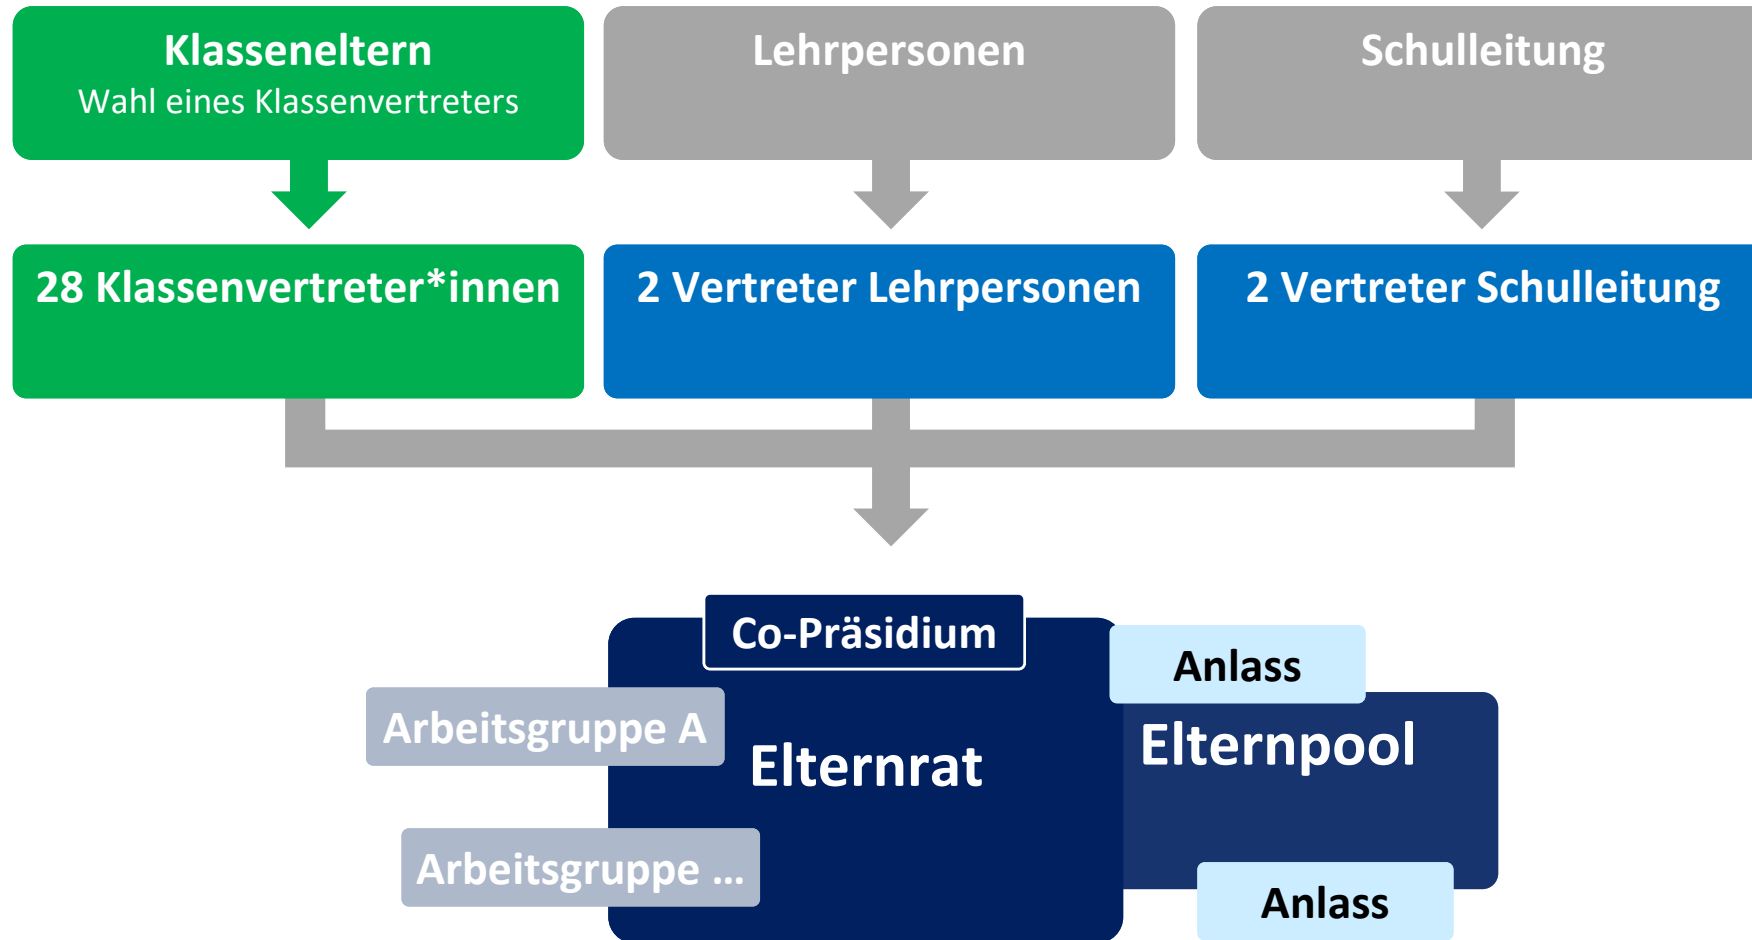 Klasseneltern
Wahl eines Klassenvertreters
Lehrpersonen
Schulleitung
28 Klassenvertreter*innen
2 Vertreter Lehrpersonen
2 Vertreter Schulleitung
Co-Präsidium
Anlass
Arbeitsgruppe A
Elternrat
Elternpool
Arbeitsgruppe ...
Anlass